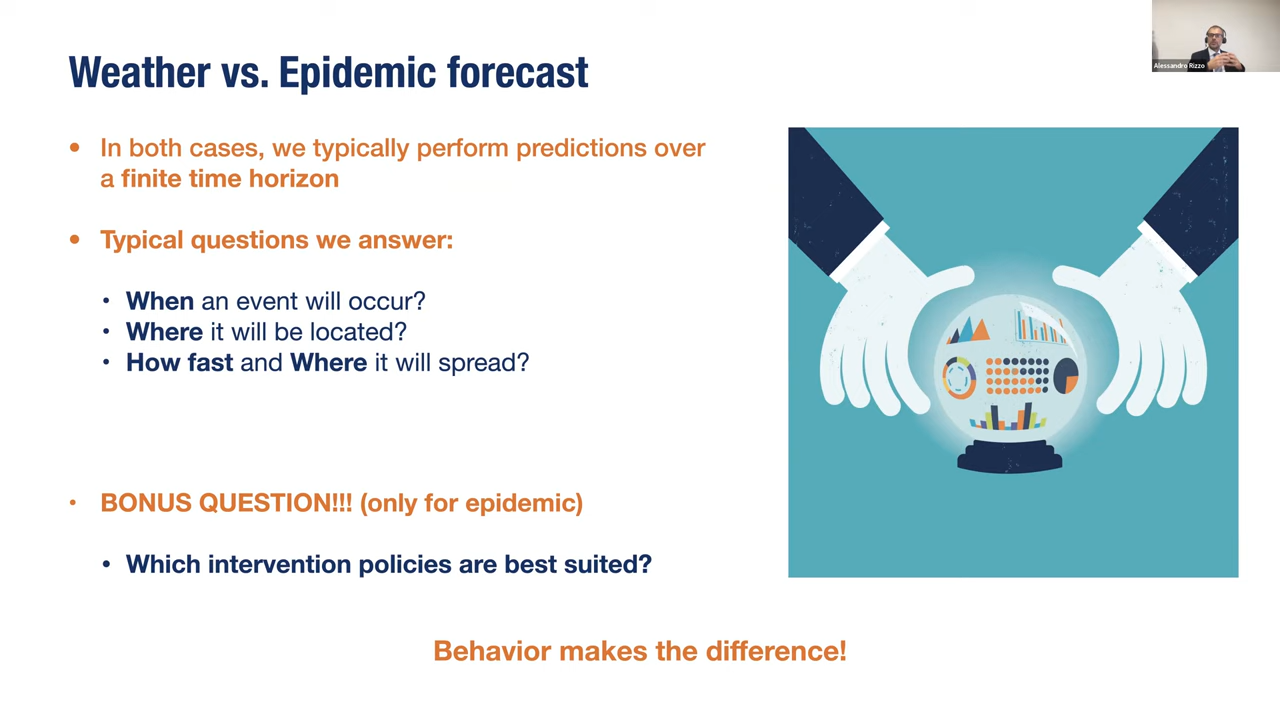 Weather vs. Epidemic forecast
Alessandro Rizzo
• In both cases, we typically perform predictions over
a finite time horizon
• Typical questions we answer:
• When an event will occur?
• Where it will be located?
• How fast and Where it will spread?
• BONUS QUESTION!!! (only for epidemic)
• Which intervention policies are best suited?
Behavior makes the difference!